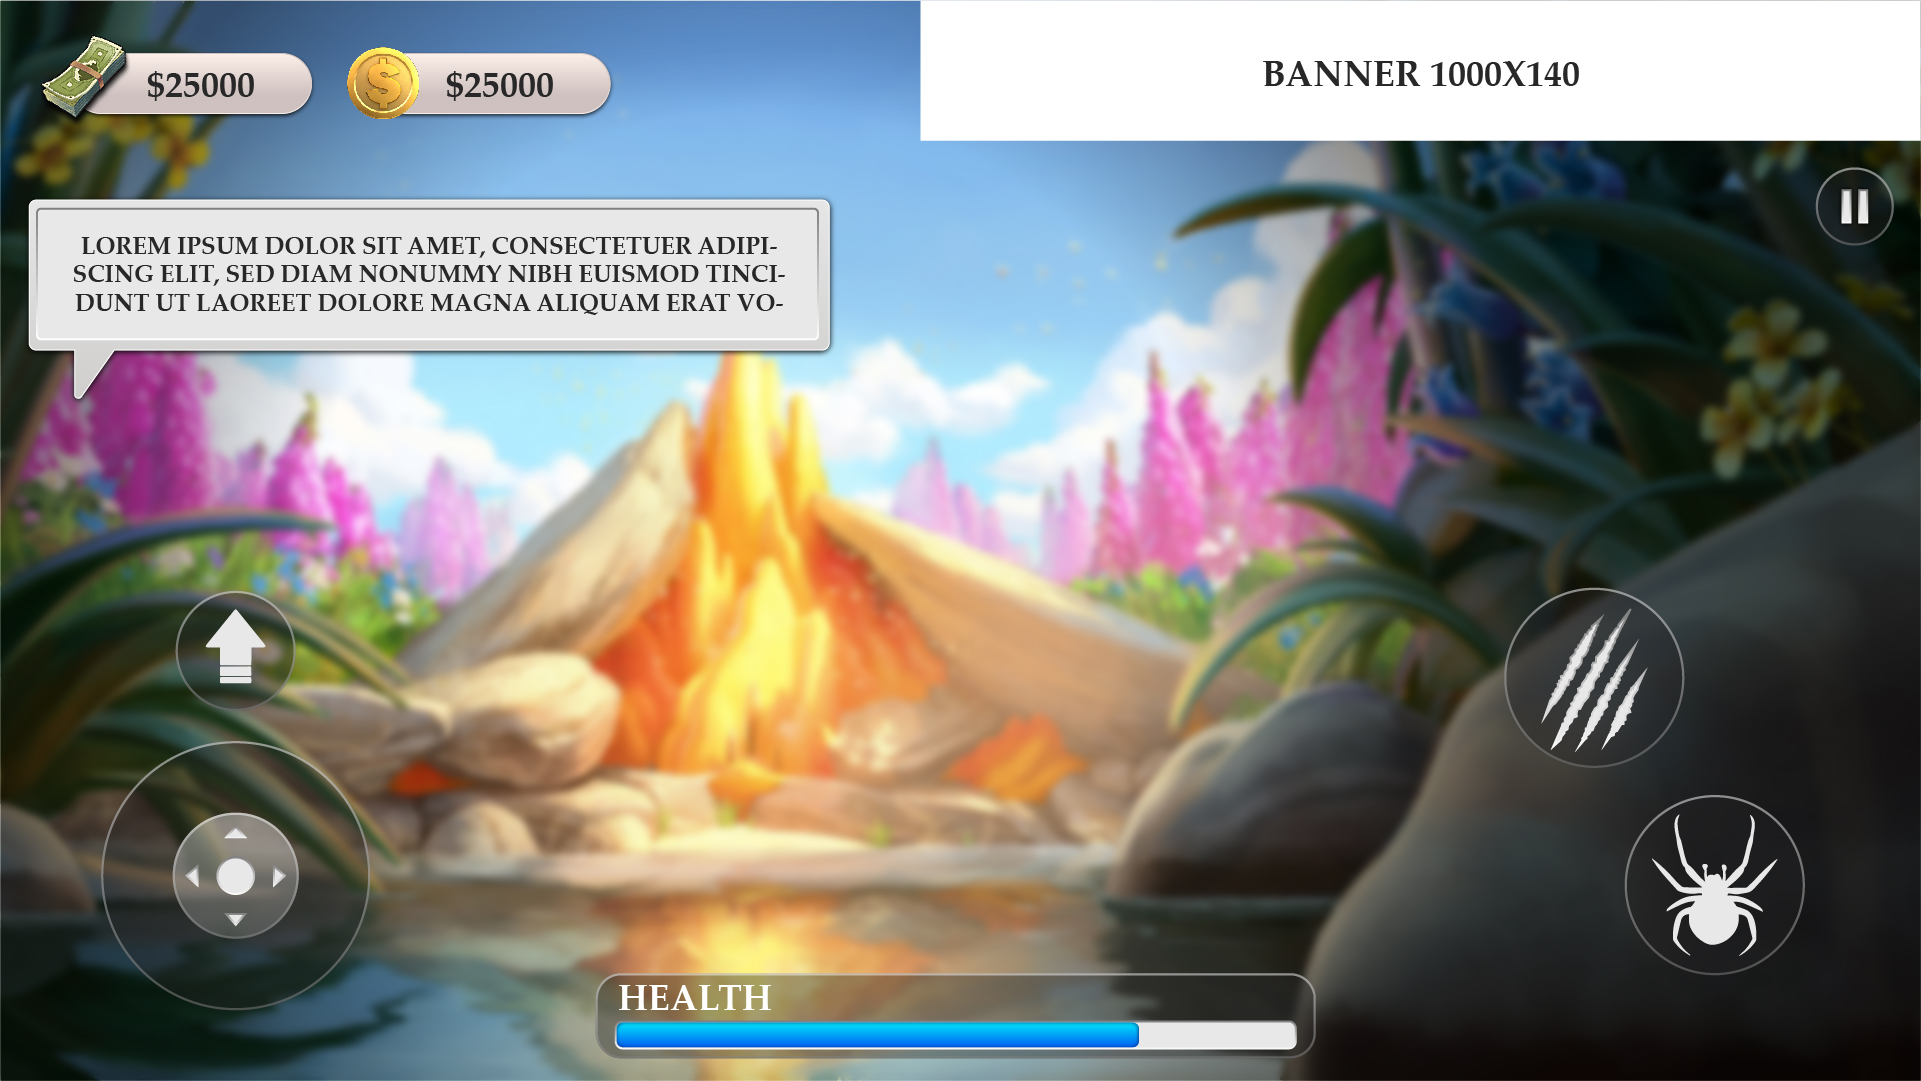 $25000
$25000
BANNER 1000X140
LOREM IPSUM DOLOR SIT AMET, CONSECTETUER ADIPI-
SCING ELIT, SED DIAM NONUMMY NIBH EUISMOD TINCI-
DUNT UT LAOREET DOLORE MAGNA ALIQUAM ERAT VO-
HEALTH